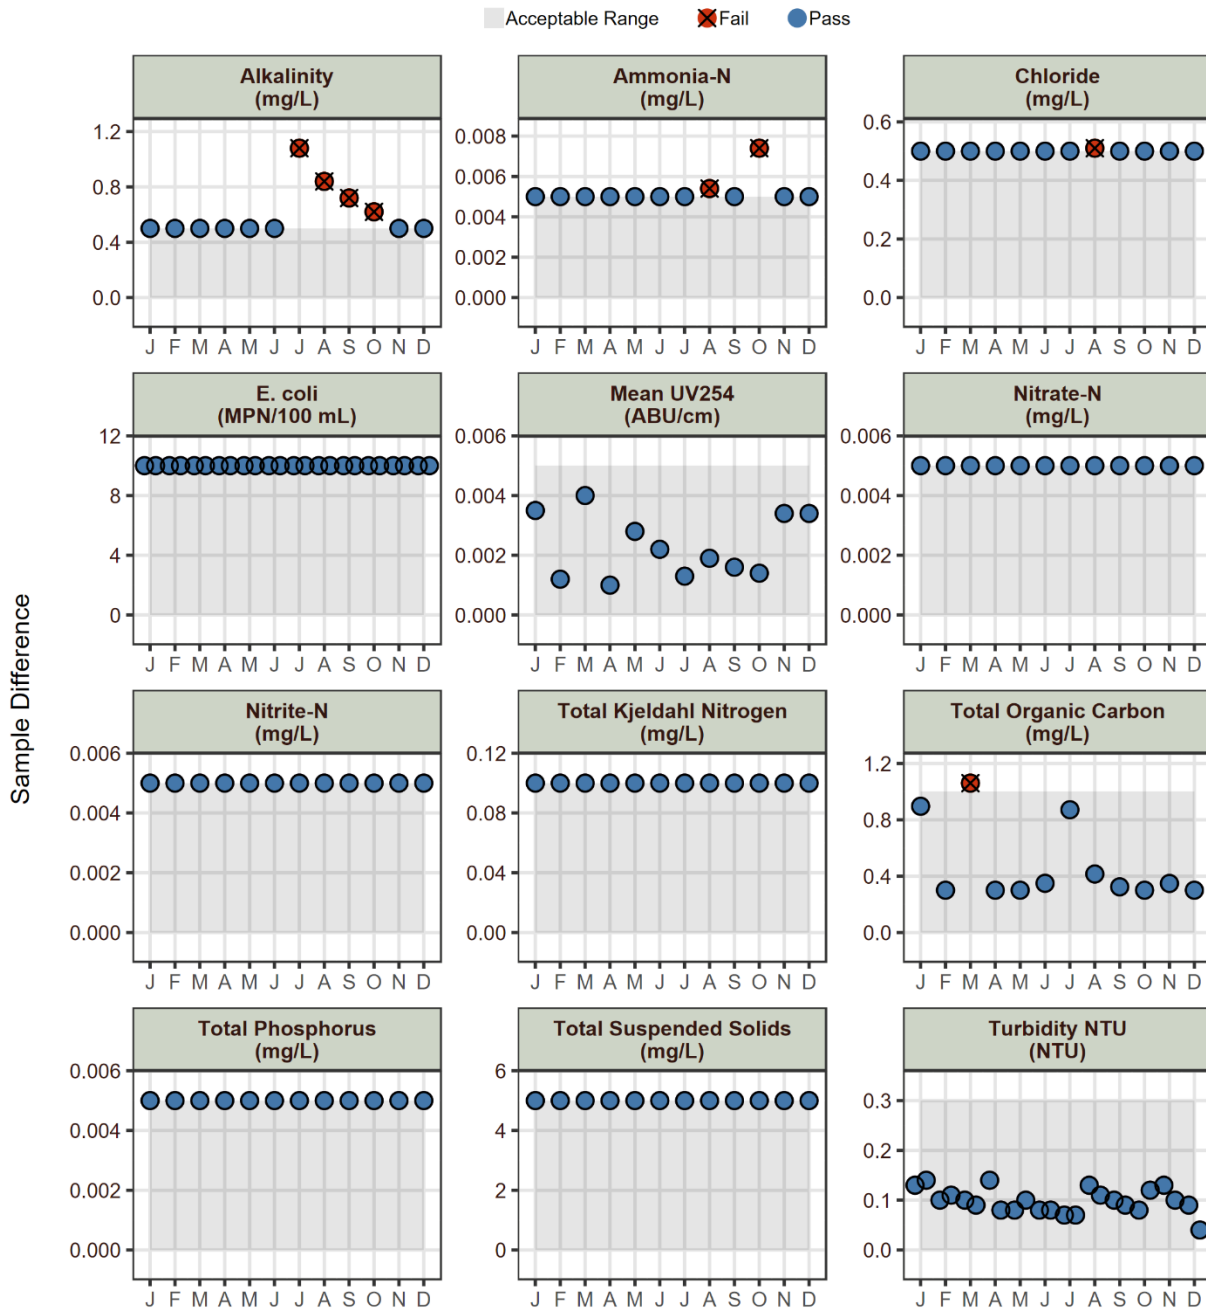 Acceptable Range Fail Pass
Alkalinity Ammonia-N Chloride
(mg/L) (mg/L) (mg/L)
1.2
0.8
0.4
0.0
0.008
0.006
0.004
0.002
0.000
0.6
0.4
0.2
0.0
J F M A M J J A S O N D
J F M A M J J A S O N D
J F M A M J J A S O N D
E. coli Mean UV254 Nitrate-N
(MPN/100 mL) (ABU/cm) (mg/L)
12
8
4
0
0.006
0.004
0.002
0.000
0.006
0.004
0.002
0.000
J F M A M J J A S O N D
J F M A M J J A S O N D
J F M A M J J A S O N D
Sample Difference
Nitrite-N Total Kjeldahl Nitrogen Total Organic Carbon
(mg/L) (mg/L) (mg/L)
0.006
0.004
0.002
0.000
0.12
0.08
0.04
0.00
1.2
0.8
0.4
0.0
J F M A M J J A S O N D
J F M A M J J A S O N D
J F M A M J J A S O N D
Total Phosphorus Total Suspended Solids Turbidity NTU
(mg/L) (mg/L) (NTU)
0.006
0.004
0.002
0.000
6
4
2
0
0.3
0.2
0.1
0.0
J F M A M J J A S O N D
J F M A M J J A S O N D
J F M A M J J A S O N D